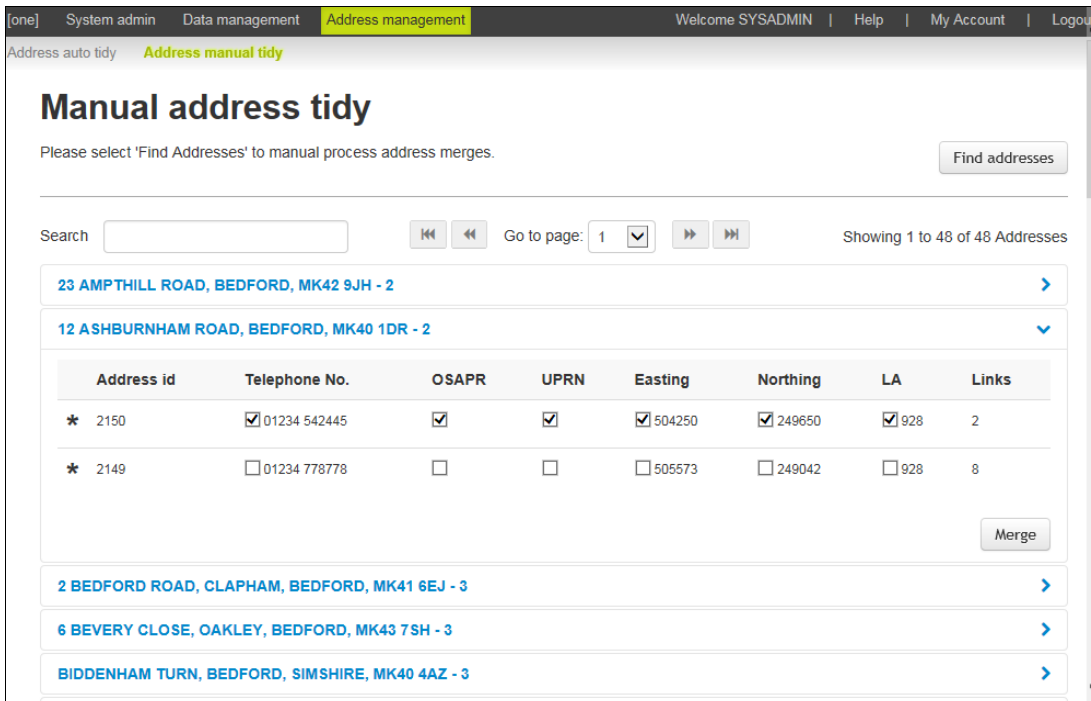 [one] System admin Data management Address management Welcome SYSADMIN | Help | My Account | Logou
Address auto tidy Address manual tidy
Manual address tidy
Please select 'Find Addresses' to manual process address merges.
Find addresses
Search Go to page: 1 Showing 1 to 48 of 48 Addresses
23 AMPTHILL ROAD, BEDFORD, MK42 9JH - 2
12 ASHBURNHAM ROAD, BEDFORD, MK40 1DR - 2
Address id Telephone No. OSAPR UPRN Easting Northing LA Links
* 2150 01234 542445 504250 249650 928 2
* 2149 01234 778778 505573 249042 928 8
Merge
2 BEDFORD ROAD, CLAPHAM, BEDFORD, MK41 6EJ - 3
6 BEVERY CLOSE, OAKLEY, BEDFORD, MK43 7SH - 3
BIDDENHAM TURN, BEDFORD, SIMSHIRE, MK40 4AZ - 3